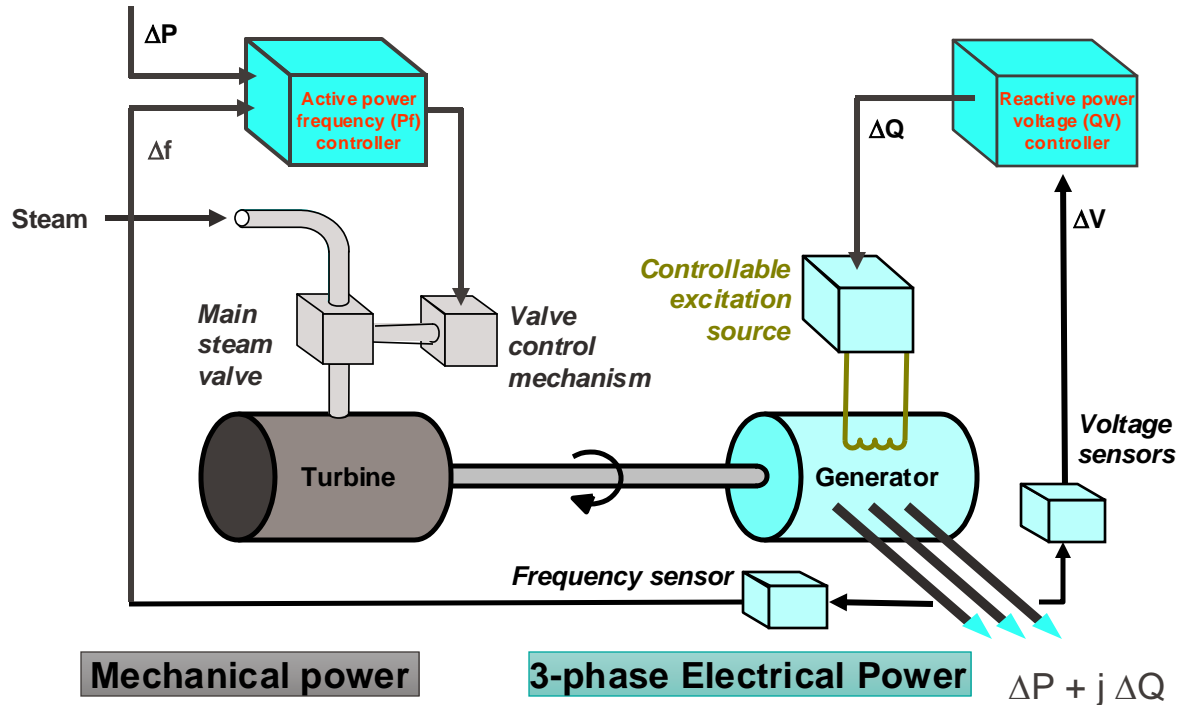 ΔP
Active power
frequency (Pf)
controller
Δf
Steam
Main
steam
valve
Valve
control
mechanism
Reactive power
voltage (QV)
controller
ΔQ
ΔV
Controllable
excitation
source
Voltage
sensors
Turbine
Generator
Frequency sensor
Mechanical power
3-phase Electrical Power
ΔP + j ΔQ